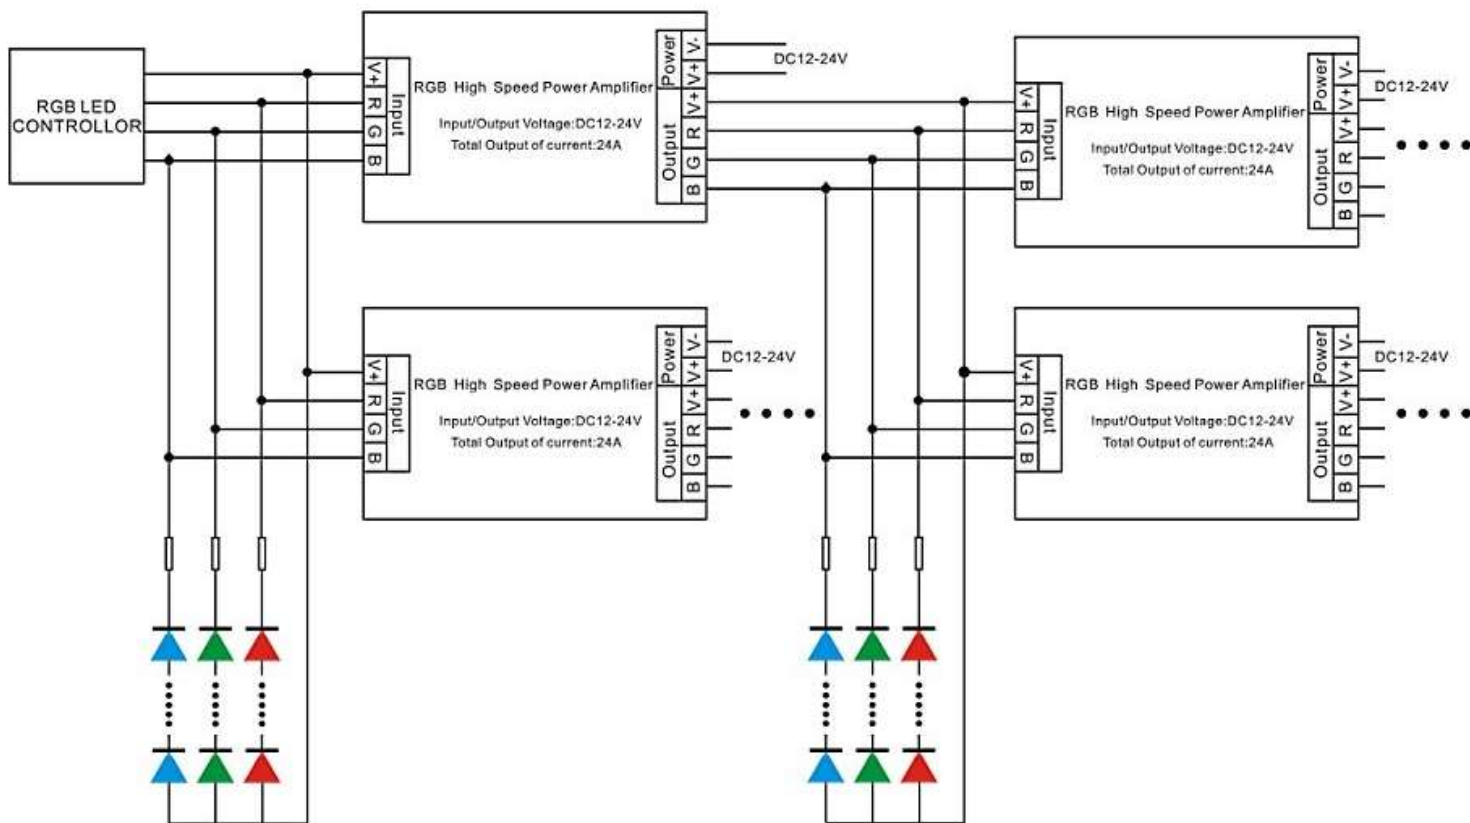 RGB LED
CONTROLLOR
V+
R
G
B
Input
RGB High Speed Power Amplifier
Input/Output Voltage:DC12-24V
Total Output of current:24A
Power
Output
V-
V+
V+
R
G
B
DC12-24V
V+
R
G
B
Input
RGB High Speed Power Amplifier
Input/Output Voltage:DC12-24V
Total Output of current:24A
Power
Output
V-
V+
V+
R
G
B
DC12-24V
V+
R
G
B
Input
RGB High Speed Power Amplifier
Input/Output Voltage:DC12-24V
Total Output of current:24A
Power
Output
V-
V+
V+
R
G
B
DC12-24V
V+
R
G
B
Input
RGB High Speed Power Amplifier
Input/Output Voltage:DC12-24V
Total Output of current:24A
Power
Output
V-
V+
V+
R
G
B
DC12-24V